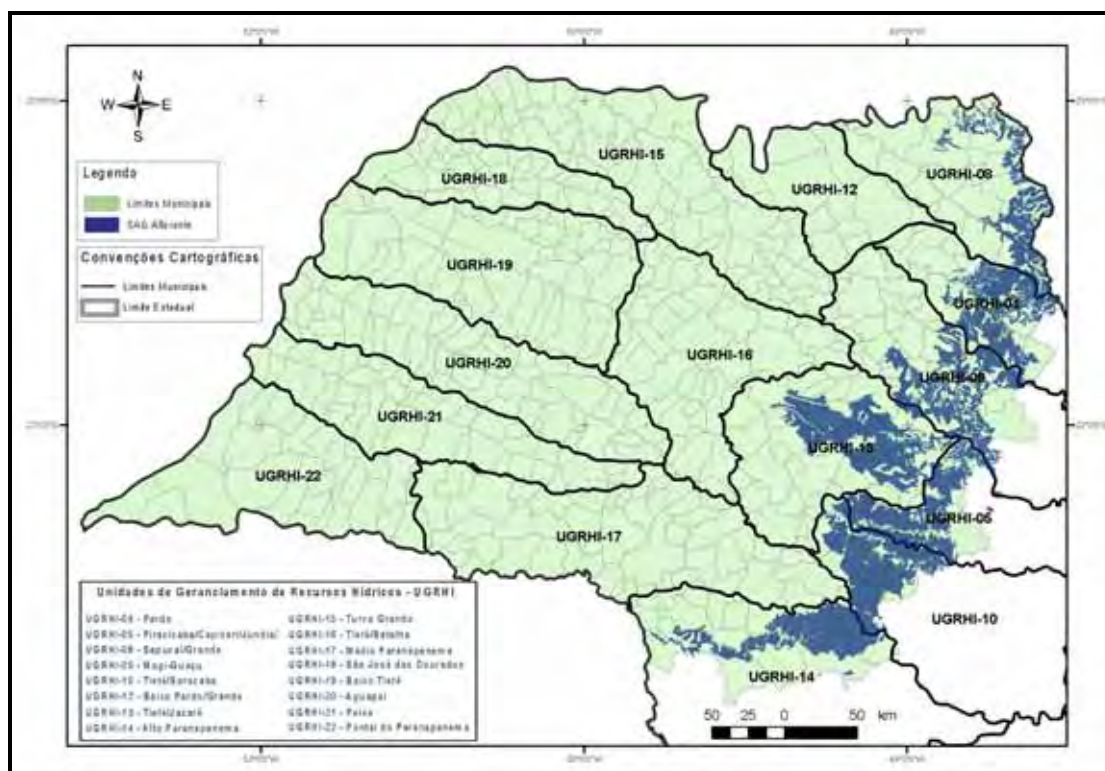 N
W E
S
Legenda
Limites Municipais
SAG Aflorante
Convenções Cartográficas
Limites Municipais
Limite Estadual
UGRHI-15
UGRHI-18
UGRHI-12
UGRHI-08
UGRHI-19
UGRHI-04
UGRHI-16
UGRHI-09
UGRHI-20
UGRHI-13
UGRHI-21
UGRHI-22
UGRHI-05
UGRHI-17
UGRHI-10
UGRHI-14
Unidades de Gerenciamento de Recursos Hídricos - UGRHI
UGRHI-04 - Pardo
UGRHI-05 - Piracicaba/Capivari/Jundiaí
UGRHI-08 - Sapucaí/Grande
UGRHI-09 - Mogi-Guaçu
UGRHI-10 - Tietê/Sorocaba
UGRHI-12 - Baixo Pardo/Grande
UGRHI-13 - Tietê/Jacaré
UGRHI-14 - Alto Paranapanema
UGRHI-15 - Turvo Grande
UGRHI-16 - Tietê/Batalha
UGRHI-17 - Médio Paranapanema
UGRHI-18 - São José dos Dourados
UGRHI-19 - Baixo Tietê
UGRHI-20 - Aguapeí
UGRHI-21 - Peixe
UGRHI-22 - Pontal do Paranapanema
50 25 0 50 km